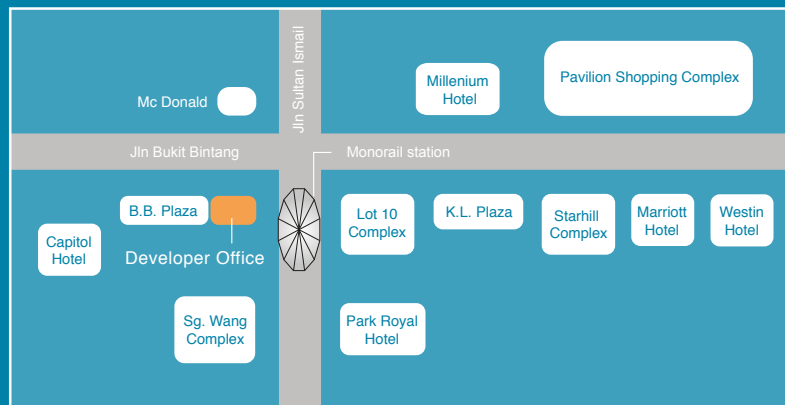 Jln Sultan Ismail
Millenium
Hotel
Pavilion Shopping Complex
Mc Donald
Jln Bukit Bintang
Monorail station
B.B. Plaza
Lot 10
Complex
K.L. Plaza
Starhill
Complex
Marriott
Hotel
Westin
Hotel
Capitol
Hotel
Developer Office
Sg. Wang
Complex
Park Royal
Hotel